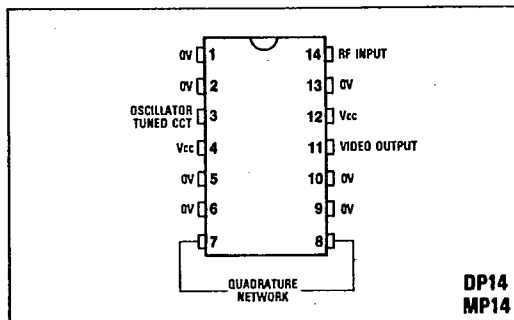 0V 1 14 RF INPUT
0V 2 13 0V
OSCILLATOR TUNED CCT 3 12 Vcc
Vcc 4 11 VIDEO OUTPUT
0V 5 10 0V
0V 6 9 0V
7 8
QUADRATURE
NETWORK
DP14
MP14